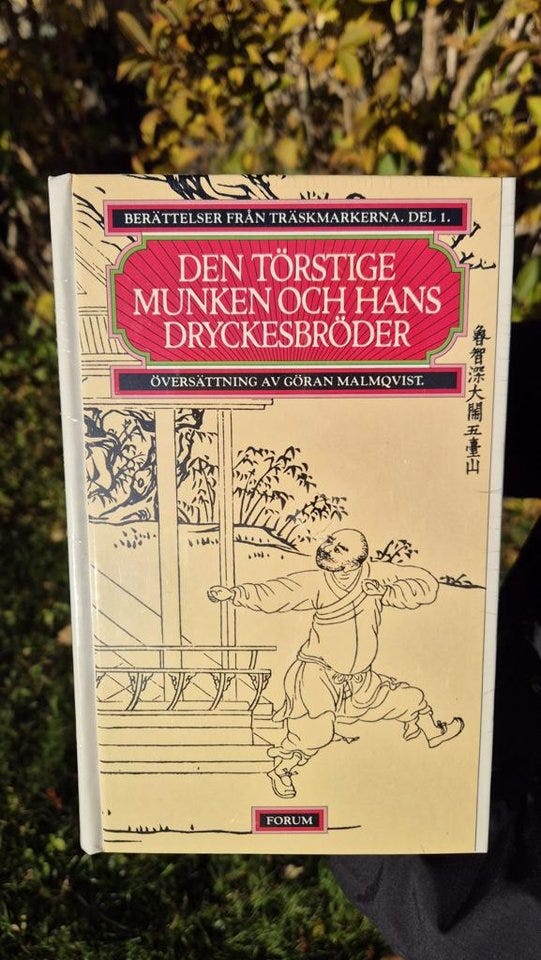 BERÄTTELSER FRÅN TRÄSKMARKERNA. DEL 1.
DEN TÖRSTIGE
MUNKEN OCH HANS
DRYCKESBRÖDER
ÖVERSÄTTNING AV GÖRAN MALMQVIST.
魯智深大鬧五臺山
FORUM